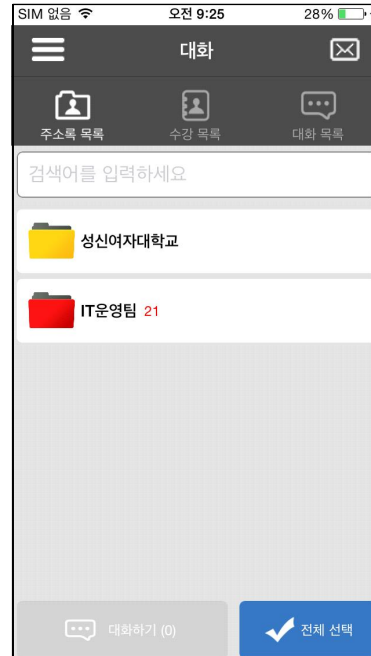 SIM 없음 오전 9:25 28%
대화
주소록 목록 수강 목록 대화 목록
검색어를 입력하세요
성신여자대학교
IT운영팀 21
대화하기 (0) 전체 선택